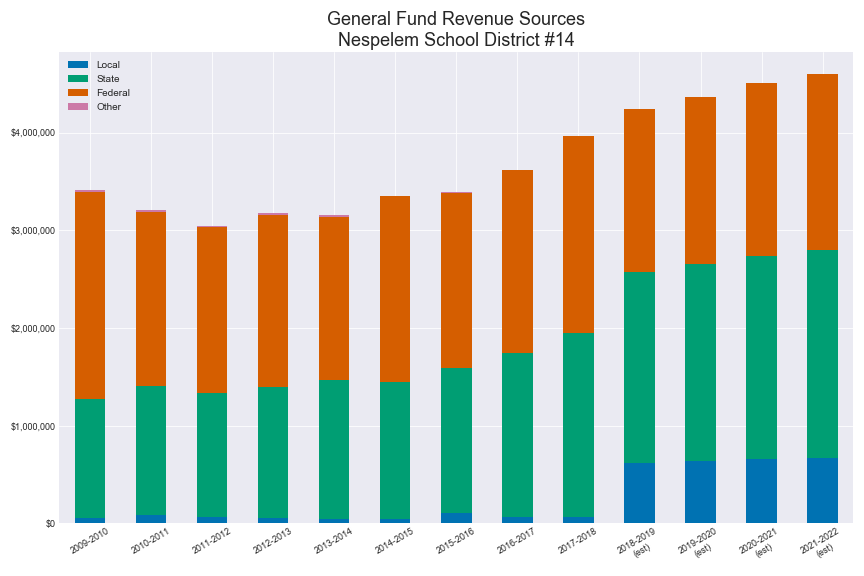 General Fund Revenue Sources
Nespelem School District #14
Local
State
Federal
Other
$4,000,000
$3,000,000
$2,000,000
$1,000,000
$0
2009-2010
2010-2011
2011-2012
2012-2013
2013-2014
2014-2015
2015-2016
2016-2017
2017-2018
2018-2019
(est)
2019-2020
(est)
2020-2021
(est)
2021-2022
(est)